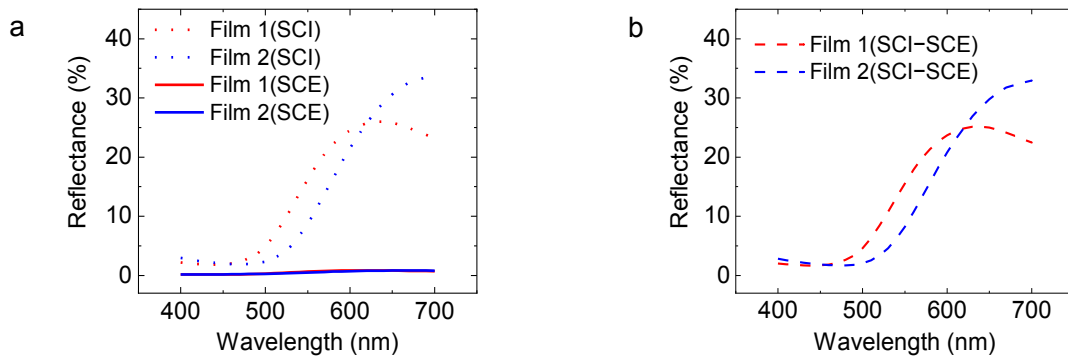 a
Film 1(SCI)
Film 2(SCI)
Film 1(SCE)
Film 2(SCE)
Reflectance (%)
40
30
20
10
0
400
500
600
700
Wavelength (nm)
b
Film 1(SCI−SCE)
Film 2(SCI−SCE)
Reflectance (%)
40
30
20
10
0
400
500
600
700
Wavelength (nm)